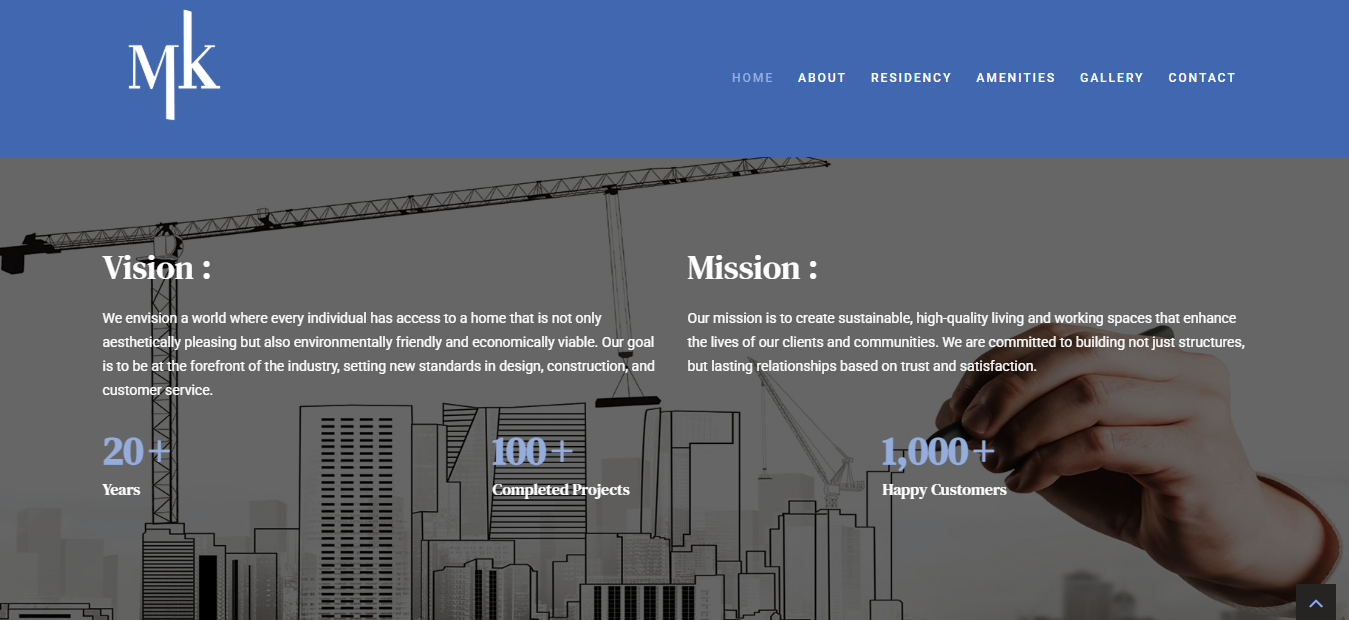 Mk
HOME ABOUT RESIDENCY AMENITIES GALLERY CONTACT
Vision :
We envision a world where every individual has access to a home that is not only
aesthetically pleasing but also environmentally friendly and economically viable. Our goal
is to be at the forefront of the industry, setting new standards in design, construction, and
customer service.
Mission :
Our mission is to create sustainable, high-quality living and working spaces that enhance
the lives of our clients and communities. We are committed to building not just structures,
but lasting relationships based on trust and satisfaction.
20+
Years
100+
Completed Projects
1,000+
Happy Customers